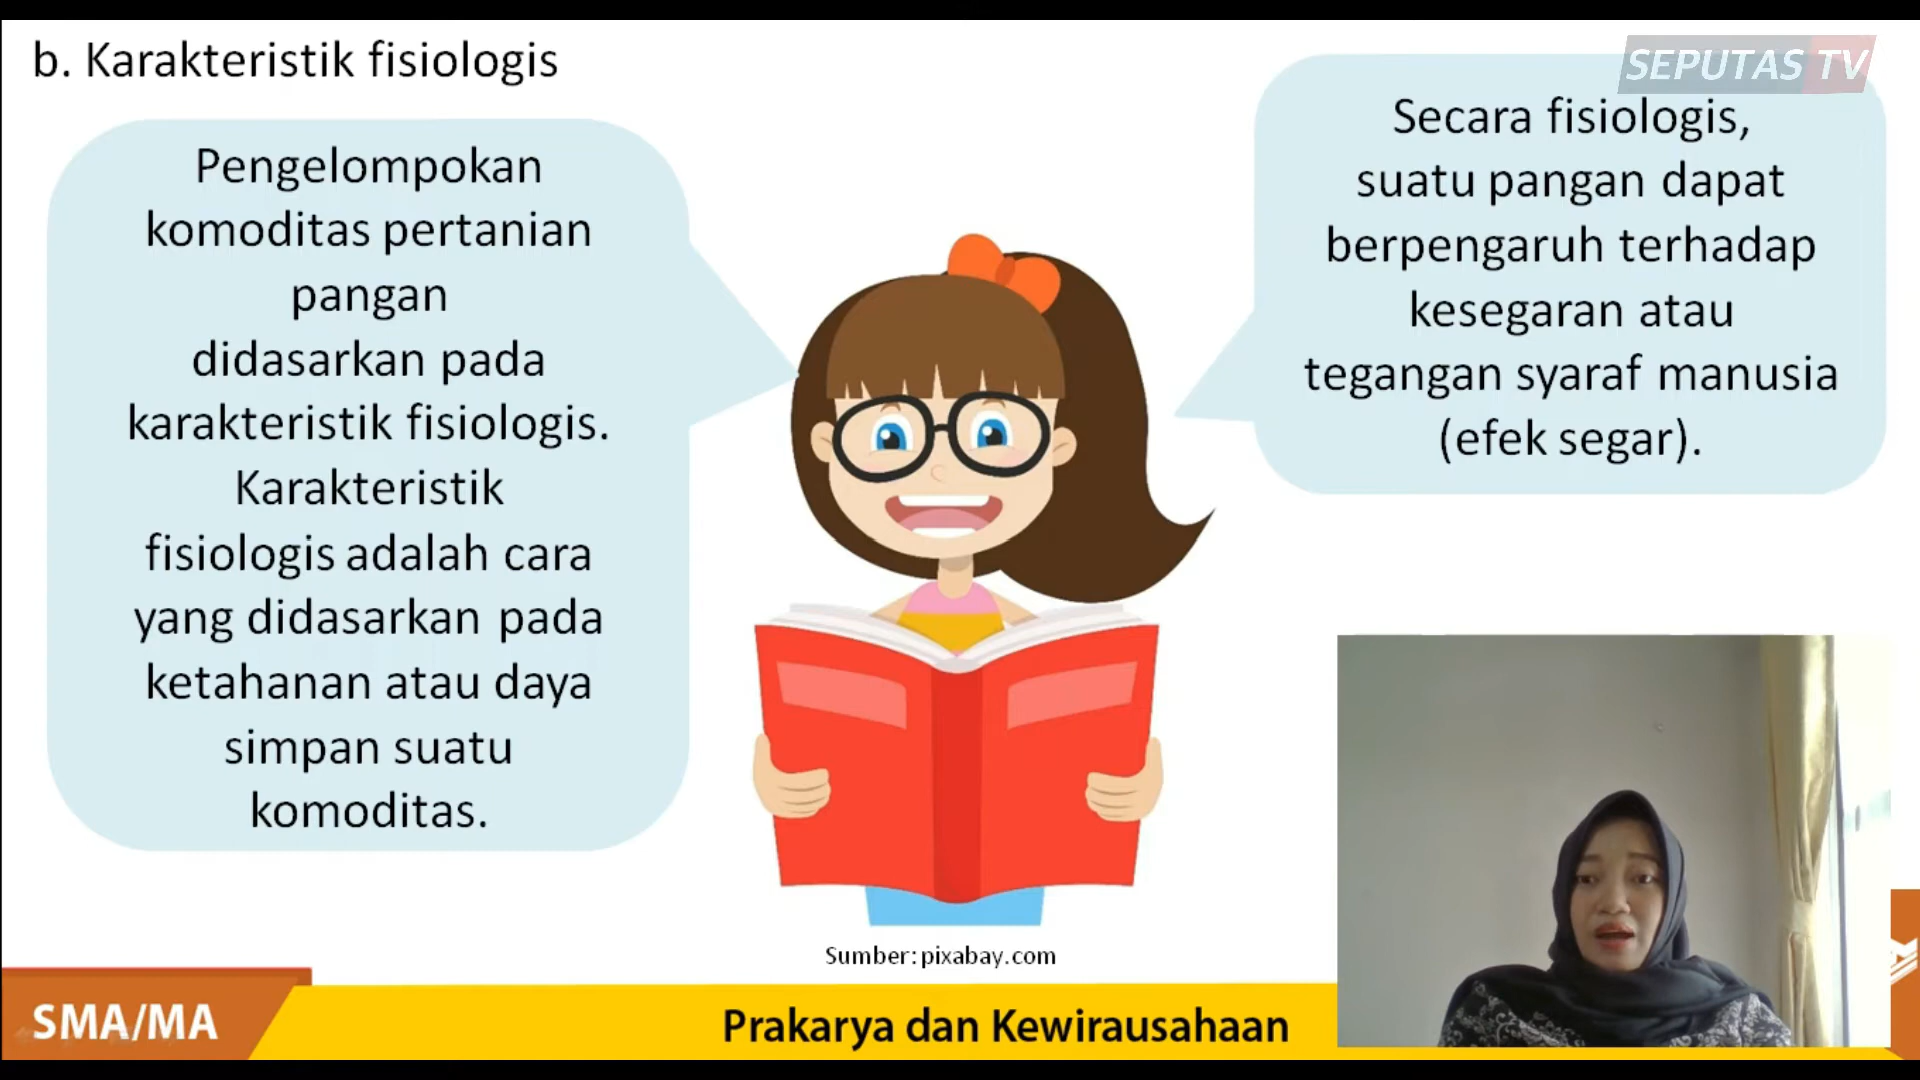 b. Karakteristik fisiologis
SEPUTAS TV
Pengelompokan
komoditas pertanian
pangan
didasarkan pada
karakteristik fisiologis.
Karakteristik
fisiologis adalah cara
yang didasarkan pada
ketahanan atau daya
simpan suatu
komoditas.
Secara fisiologis,
suatu pangan dapat
berpengaruh terhadap
kesegaran atau
tegangan syaraf manusia
(efek segar).
Sumber: pixabay.com
SMA/MA
Prakarya dan Kewirausahaan